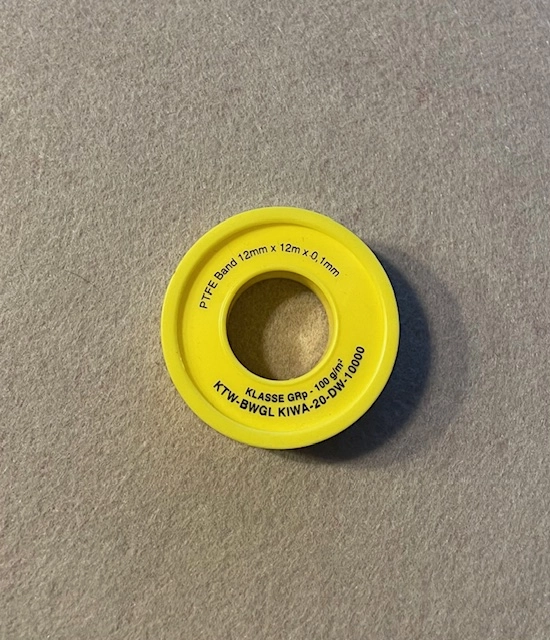 PTFE Band 12mm x 12m x 0,1mm
KLASSE GRp - 100 g/m²
KTW-BWGL KIWA-20-DW-10000